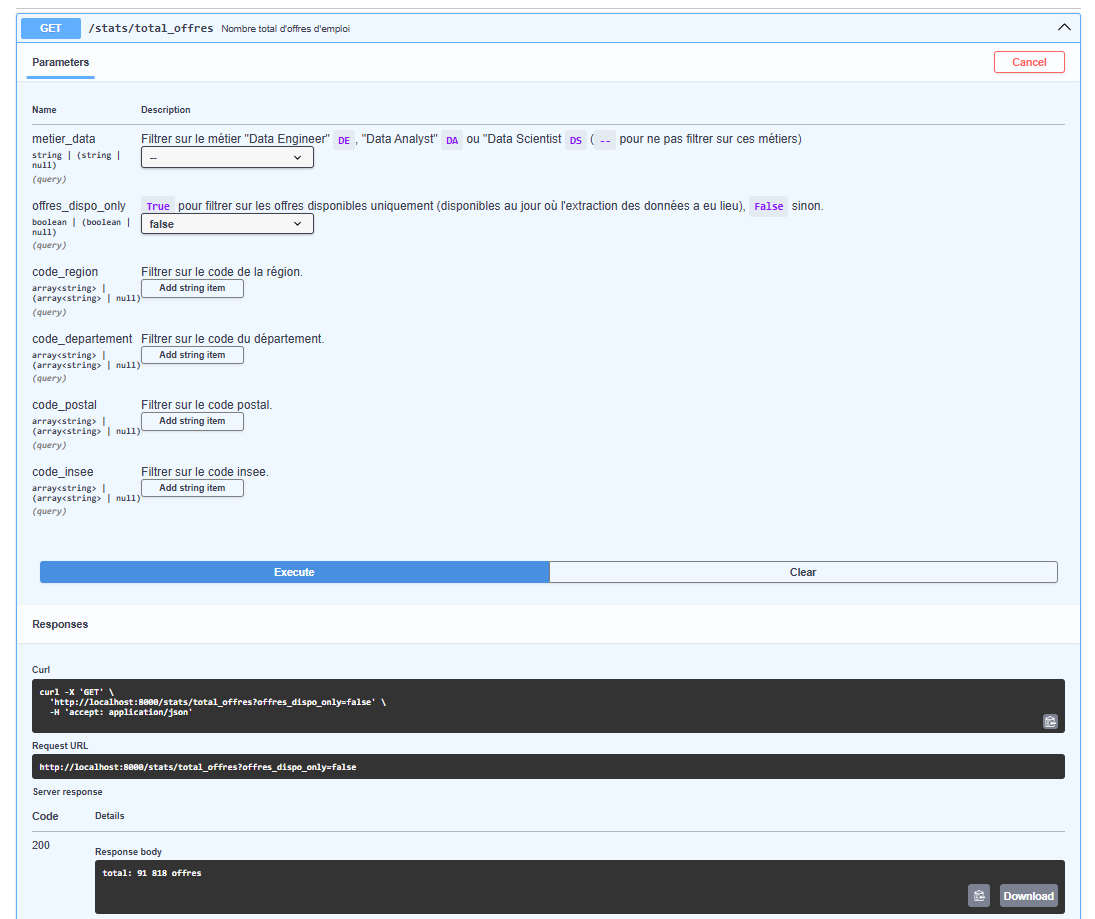 GET /stats/total_offres Nombre total d'offres d'emploi
Parameters
Cancel
Name Description
metier_data Filtrer sur le métier "Data Engineer" DE , "Data Analyst" DA ou "Data Scientist DS ( -- pour ne pas filtrer sur ces métiers)
string | (string |
null)
(query)
--
offres_dispo_only True pour filtrer sur les offres disponibles uniquement (disponibles au jour où l'extraction des données a eu lieu), False sinon.
boolean | (boolean |
null)
(query)
false
code_region Filtrer sur le code de la région.
array<string> |
(array<string> | null)
(query)
Add string item
code_departement Filtrer sur le code du département.
array<string> |
(array<string> | null)
(query)
Add string item
code_postal Filtrer sur le code postal.
array<string> |
(array<string> | null)
(query)
Add string item
code_insee Filtrer sur le code insee.
array<string> |
(array<string> | null)
(query)
Add string item
Execute Clear
Responses
Curl
curl -X 'GET' \
'http://localhost:8000/stats/total_offres?offres_dispo_only=false' \
-H 'accept: application/json'
Request URL
http://localhost:8000/stats/total_offres?offres_dispo_only=false
Server response
Code Details
200
Response body
total: 91 818 offres
Download